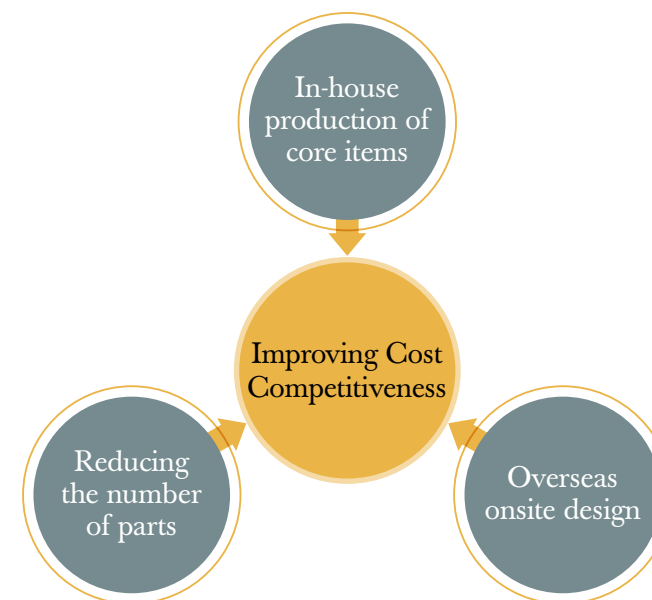 In-house
production of
core items
Improving Cost
Competitiveness
Reducing
the number
of parts
Overseas
onsite design